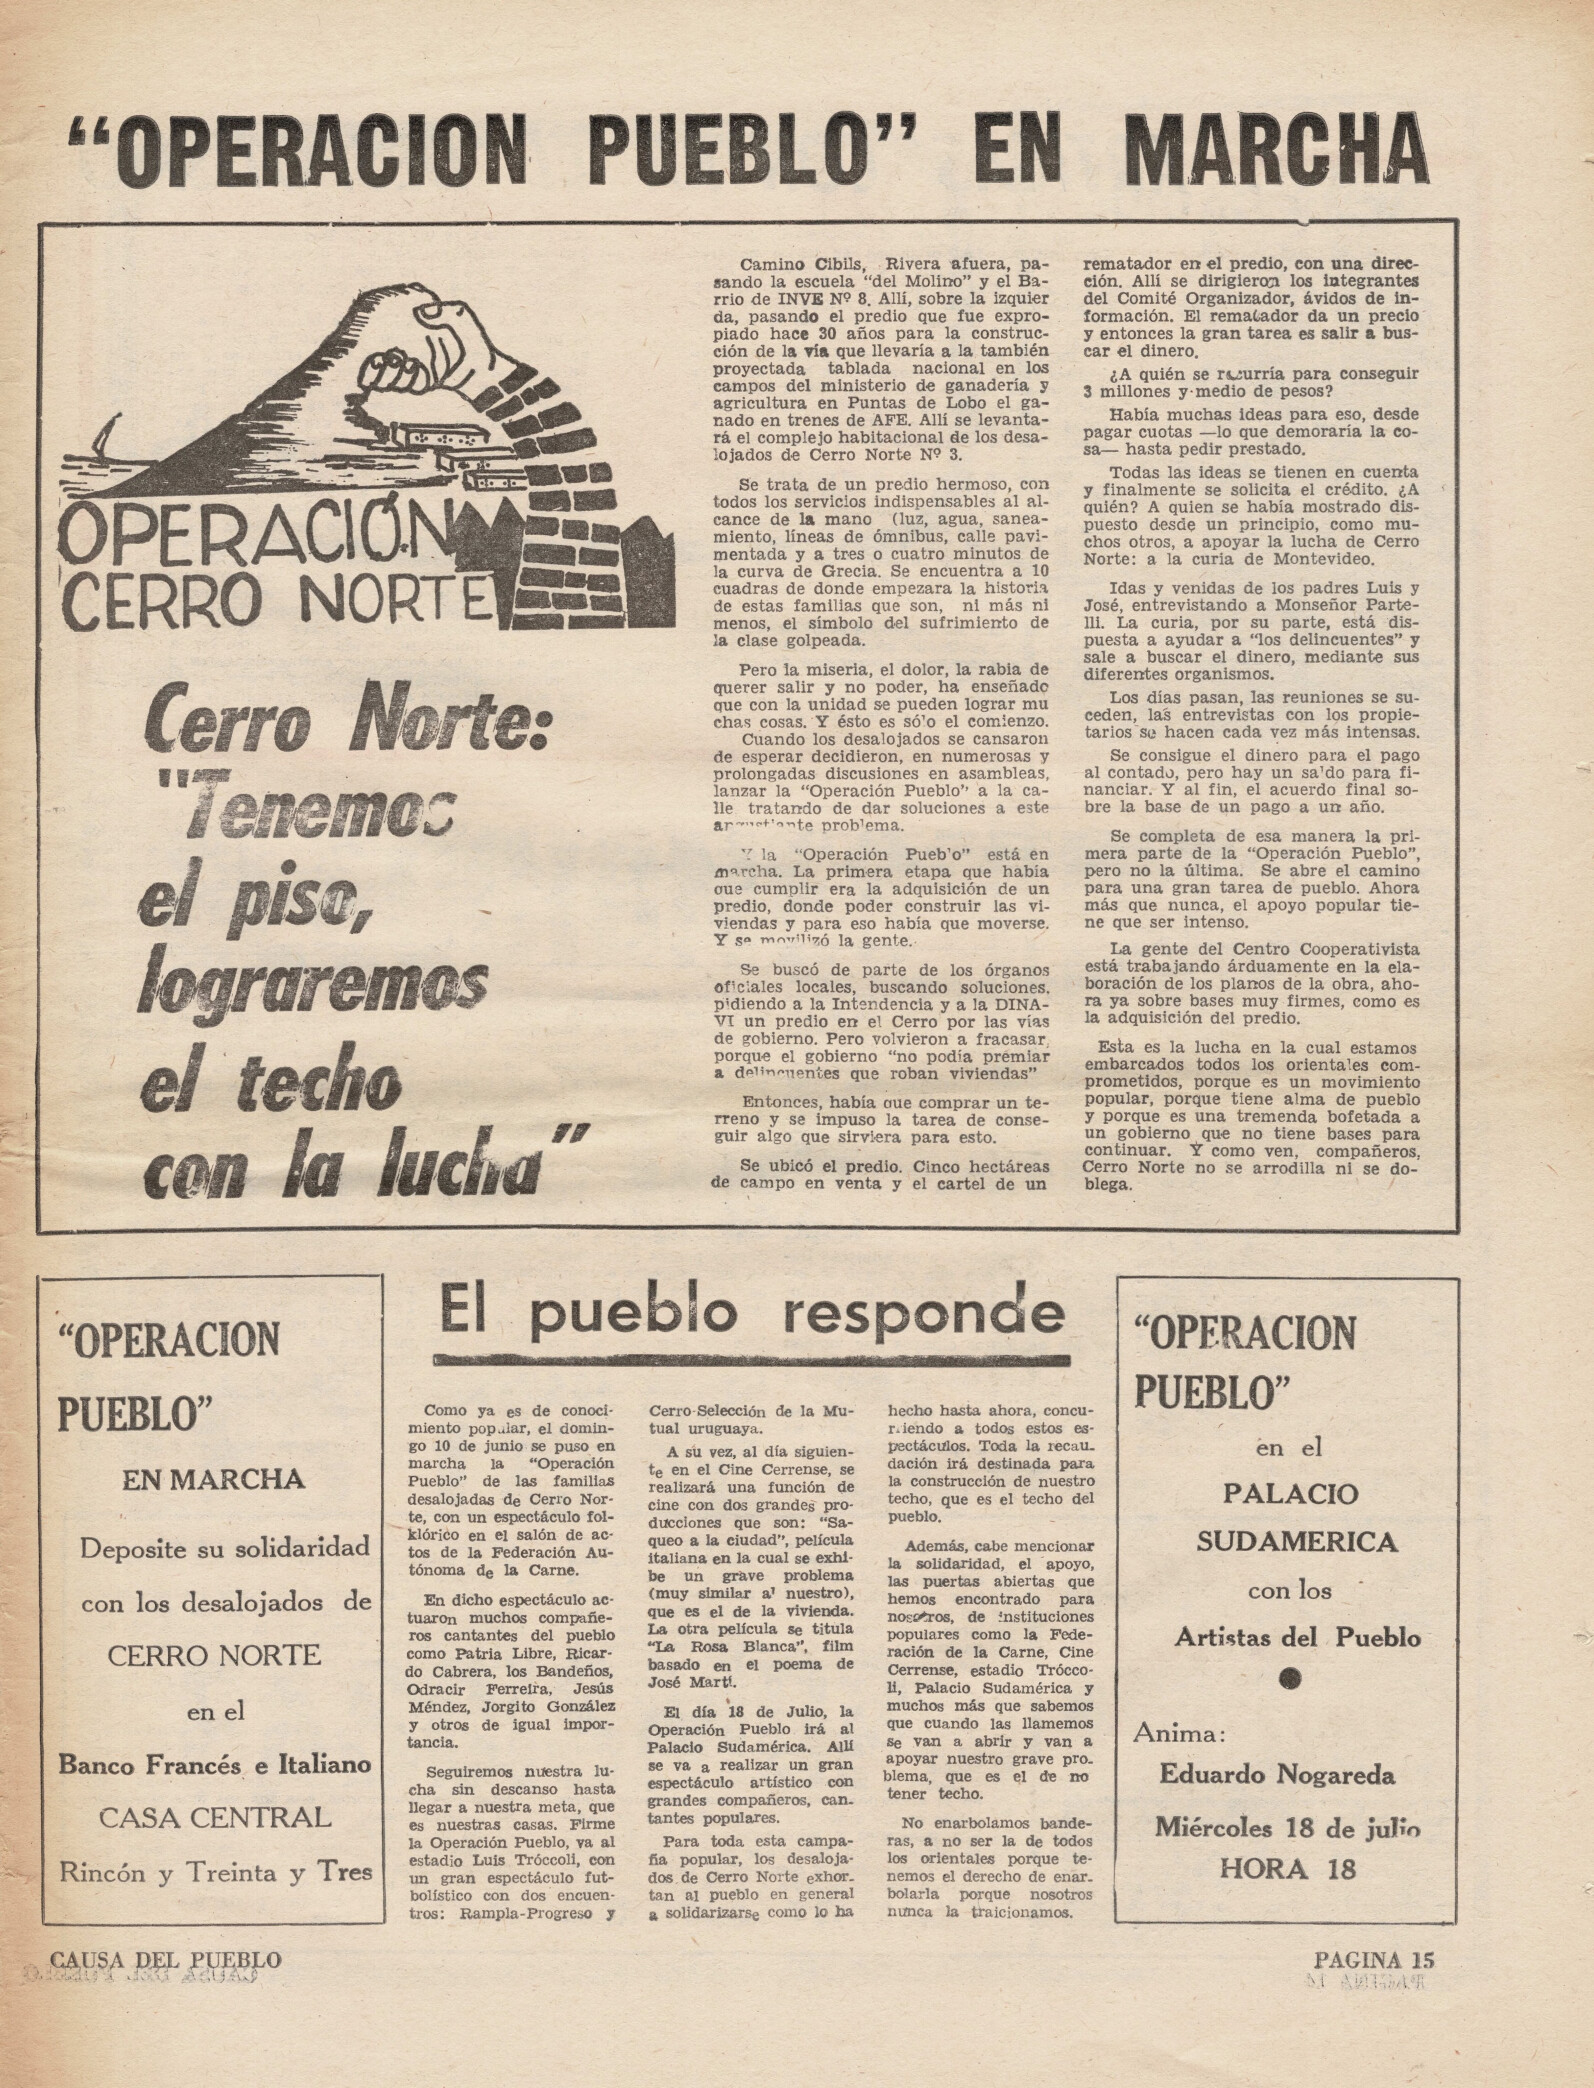 “OPERACION PUEBLO” EN MARCHA
OPERACIÓN
CERRO NORTE
Cerro Norte:
"Tenemos
el piso,
lograremos
el techo
con la lucha"
Camino Cibils, Rivera afuera, pa-
sando la escuela “del Molino” y el Ba-
rrio de INVE Nº 8. Allí, sobre la izquier
da, pasando el predio que fue expro-
piado hace 30 años para la construc-
ción de la vía que llevaría a la también
proyectada tablada nacional en los
campos del ministerio de ganadería y
agricultura en Puntas de Lobo el ga-
nado en trenes de AFE. Allí se levanta-
rá el complejo habitacional de los desa-
lojados de Cerro Norte Nº 3.
Se trata de un predio hermoso, con
todos los servicios indispensables al al-
cance de la mano (luz, agua, sanea-
miento, líneas de ómnibus, calle pavi-
mentada y a tres o cuatro minutos de
la curva de Grecia. Se encuentra a 10
cuadras de donde empezara la historia
de estas familias que son, ni más ni
menos, el símbolo del sufrimiento de
la clase golpeada.
Pero la miseria, el dolor, la rabia de
querer salir y no poder, ha enseñado
que con la unidad se pueden lograr mu
chas cosas. Y ésto es sólo el comienzo.
Cuando los desalojados se cansaron
de esperar decidieron, en numerosas y
prolongadas discusiones en asambleas,
lanzar la “Operación Pueblo” a la ca-
lle tratando de dar soluciones a este
angustiante problema.
Y la “Operación Pueblo” está en
marcha. La primera etapa que había
que cumplir era la adquisición de un
predio, donde poder construir las vi-
viendas y para eso había que moverse.
Y se movilizó la gente.
Se buscó de parte de los órganos
oficiales locales, buscando soluciones,
pidiendo a la Intendencia y a la DINA-
VI un predio en el Cerro por las vías
de gobierno. Pero volvieron a fracasar,
porque el gobierno “no podía premiar
a delincuentes que roban viviendas”
Entonces, había que comprar un te-
rreno y se impuso la tarea de conse-
guir algo que sirviera para esto.
Se ubicó el predio. Cinco hectáreas
de campo en venta y el cartel de un
rematador en el predio, con una direc-
ción. Allí se dirigieron los integrantes
del Comité Organizador, ávidos de in-
formación. El rematador da un precio
y entonces la gran tarea es salir a bus-
car el dinero.
¿A quién se recurría para conseguir
3 millones y medio de pesos?
Había muchas ideas para eso, desde
pagar cuotas —lo que demoraría la co-
sa— hasta pedir prestado.
Todas las ideas se tienen en cuenta
y finalmente se solicita el crédito. ¿A
quién? A quien se había mostrado dis-
puesto desde un principio, como mu-
chos otros, a apoyar la lucha de Cerro
Norte: a la curia de Montevideo.
Idas y venidas de los padres Luis y
José, entrevistando a Monseñor Parte-
lli. La curia, por su parte, está dis-
puesta a ayudar a “los delincuentes” y
sale a buscar el dinero, mediante sus
diferentes organismos.
Los días pasan, las reuniones se su-
ceden, las entrevistas con los propie-
tarios se hacen cada vez más intensas.
Se consigue el dinero para el pago
al contado, pero hay un saldo para fi-
nanciar. Y al fin, el acuerdo final so-
bre la base de un pago a un año.
Se completa de esa manera la pri-
mera parte de la “Operación Pueblo”,
pero no la última. Se abre el camino
para una gran tarea de pueblo. Ahora
más que nunca, el apoyo popular tie-
ne que ser intenso.
La gente del Centro Cooperativista
está trabajando árduamente en la ela-
boración de los planos de la obra, aho-
ra ya sobre bases muy firmes, como es
la adquisición del predio.
Esta es la lucha en la cual estamos
embarcados todos los orientales com-
prometidos, porque es un movimiento
popular, porque tiene alma de pueblo
y porque es una tremenda bofetada a
un gobierno que no tiene bases para
continuar. Y como ven, compañeros,
Cerro Norte no se arrodilla ni se do-
blega.
“OPERACION
PUEBLO”
EN MARCHA
Deposite su solidaridad
con los desalojados de
CERRO NORTE
en el
Banco Francés e Italiano
CASA CENTRAL
Rincón y Treinta y Tres
El pueblo responde
Como ya es de conoci-
miento popular, el domin-
go 10 de junio se puso en
marcha la “Operación
Pueblo” de las familias
desalojadas de Cerro Nor-
te, con un espectáculo fol-
klórico en el salón de ac-
tos de la Federación Au-
tónoma de la Carne.
En dicho espectáculo ac-
tuaron muchos compañe-
ros cantantes del pueblo
como Patria Libre, Ricar-
do Cabrera, los Bandeños,
Odracir Ferreira, Jesús
Méndez, Jorgito González
y otros de igual impor-
tancia.
Seguiremos nuestra lu-
cha sin descanso hasta
llegar a nuestra meta, que
es nuestras casas. Firme
la Operación Pueblo, va al
estadio Luis Tróccoli, con
un gran espectáculo fut-
bolístico con dos encuen-
tros: Rampla-Progreso y
Cerro-Selección de la Mu-
tual uruguaya.
A su vez, al día siguien-
te en el Cine Cerrense, se
realizará una función de
cine con dos grandes pro-
ducciones que son: “Sa-
queo a la ciudad”, película
italiana en la cual se exhi-
be un grave problema
(muy similar al nuestro),
que es el de la vivienda.
La otra película se titula
“La Rosa Blanca”, film
basado en el poema de
José Martí.
El día 18 de Julio, la
Operación Pueblo irá al
Palacio Sudamérica. Allí
se va a realizar un gran
espectáculo artístico con
grandes compañeros, can-
tantes populares.
Para toda esta campa-
ña popular, los desaloja-
dos de Cerro Norte exhor-
tan al pueblo en general
a solidarizarse como lo ha
hecho hasta ahora, concu-
rriendo a todos estos es-
pectáculos. Toda la recau-
dación irá destinada para
la construcción de nuestro
techo, que es el techo del
pueblo.
Además, cabe mencionar
la solidaridad, el apoyo,
las puertas abiertas que
hemos encontrado para
nosotros, de instituciones
populares como la Fede-
ración de la Carne, Cine
Cerrense, estadio Trócco-
li, Palacio Sudamérica y
muchos más que sabemos
que cuando las llamemos
se van a abrir y van a
apoyar nuestro grave pro-
blema, que es el de no
tener techo.
No enarbolamos bande-
ras, a no ser la de todos
los orientales porque te-
nemos el derecho de enar-
bolarla porque nosotros
nunca la traicionamos.
“OPERACION
PUEBLO”
en el
PALACIO
SUDAMERICA
con los
Artistas del Pueblo
Anima:
Eduardo Nogareda
Miércoles 18 de julio
HORA 18
CAUSA DEL PUEBLO
PAGINA 15